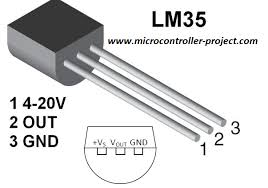 LM35
www.microcontroller-project.com
1 4-20V
2 OUT
3 GND
+VS VOUT GND
1 2 3